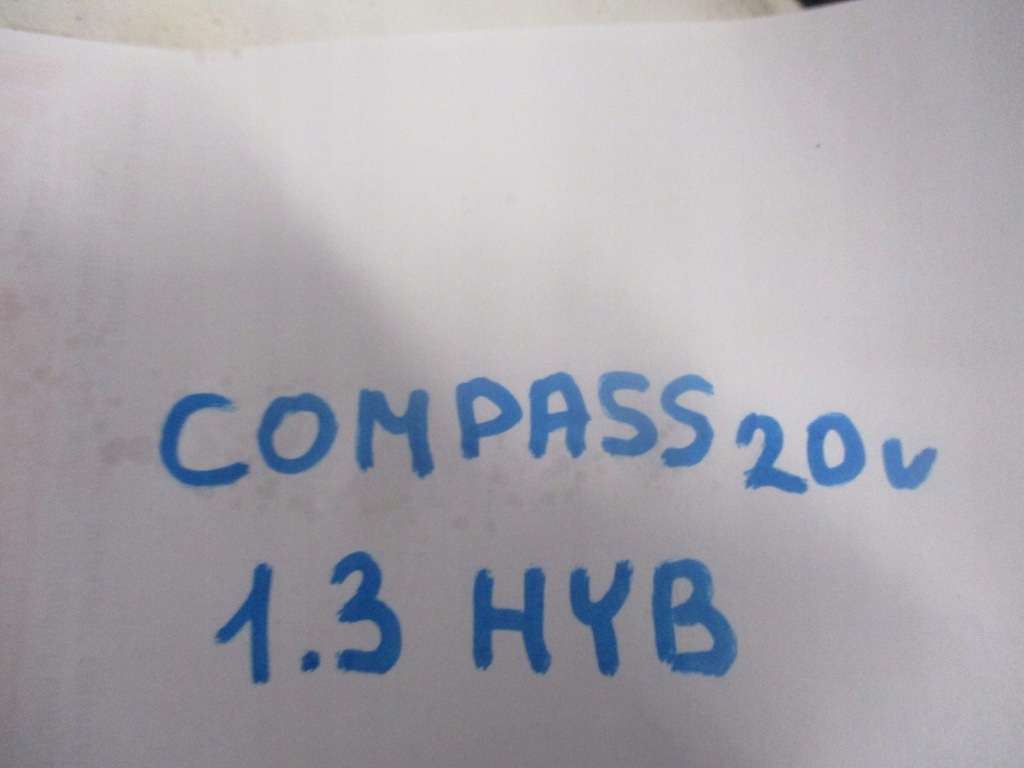 COMPASS 20v
1.3 HYB